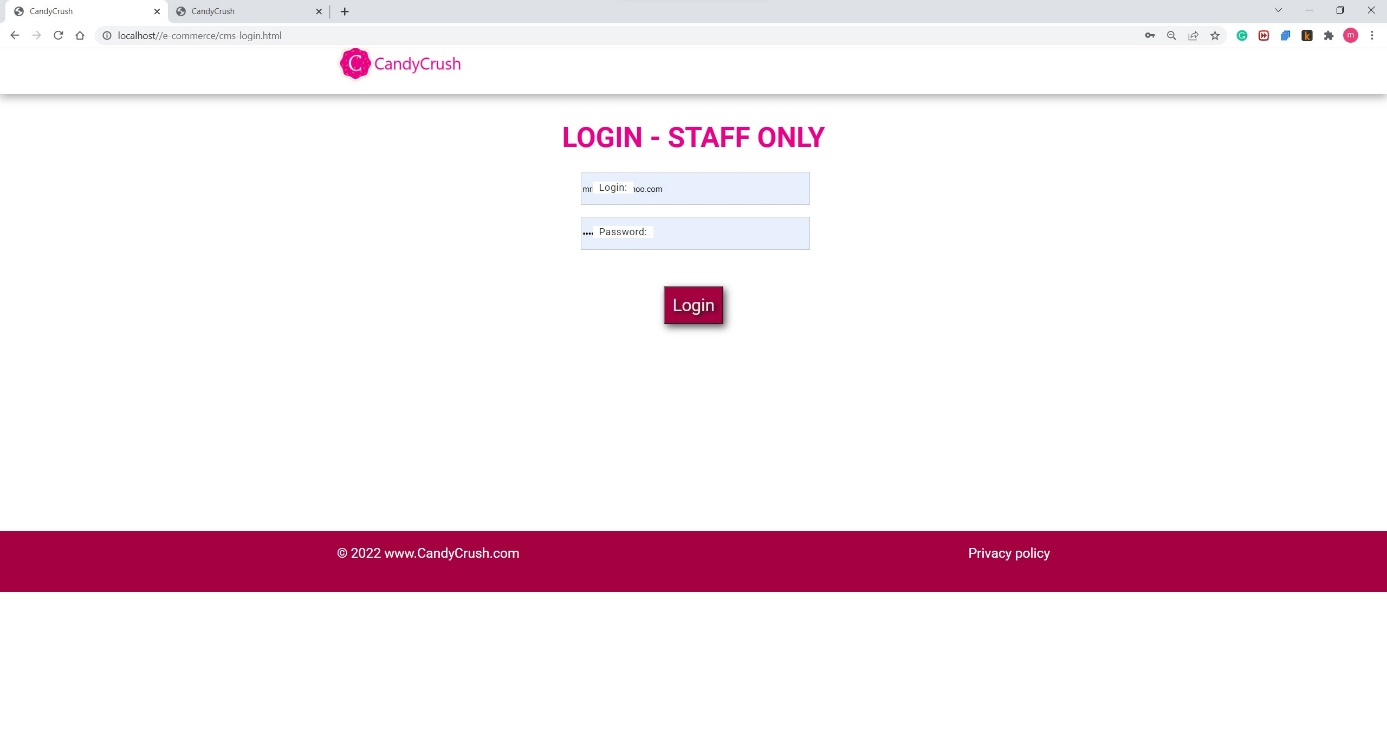 CandyCrush
CandyCrush
localhost//e-commerce/cms-login.html
m
C CandyCrush
LOGIN - STAFF ONLY
Login:
Password:
Login
© 2022 www.CandyCrush.com
Privacy policy